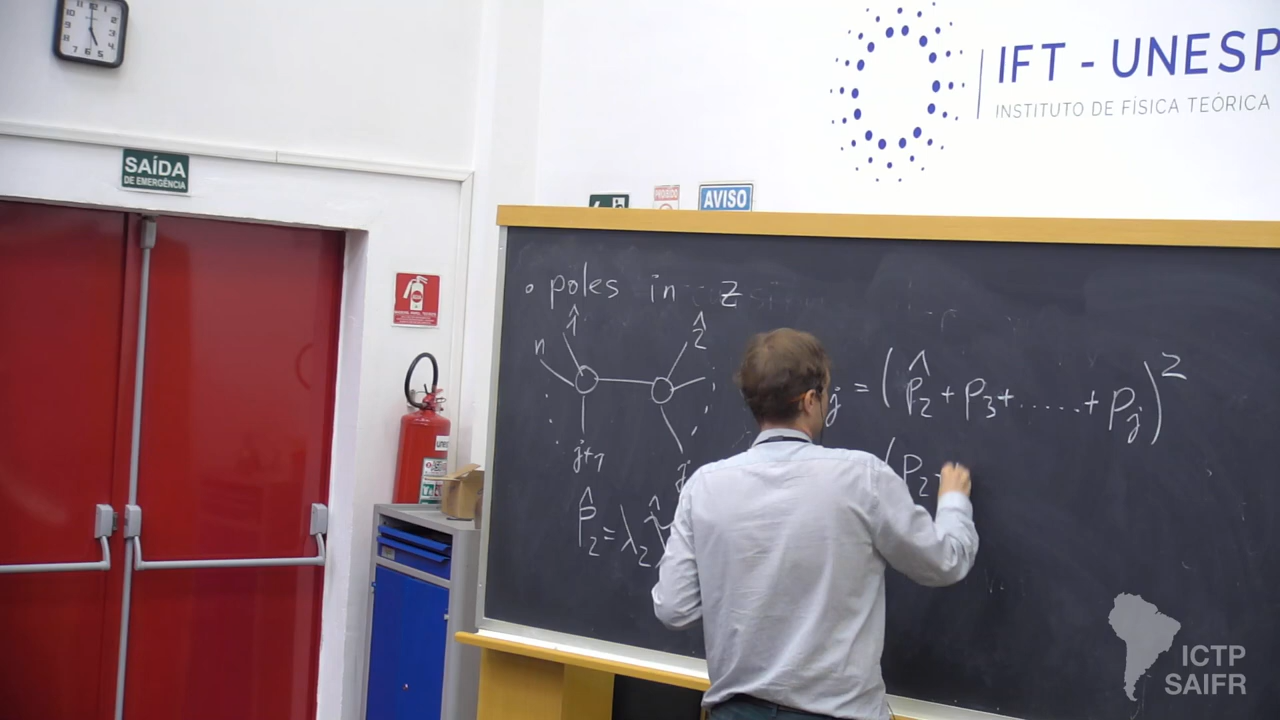 IFT - UNESP
INSTITUTO DE FÍSICA TEÓRICA
SAÍDA
DE EMERGÊNCIA
PROIBIDO
AVISO
• poles in z
1̂
2̂
n
j+1
j
j = (p̂₂ + p₃ + ..... + pⱼ)²
(p₂
p̂₂ = λ₂
ICTP
SAIFR